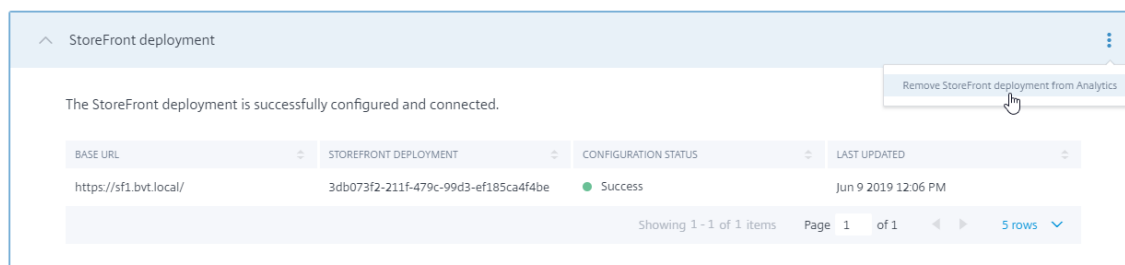 StoreFront deployment
Remove StoreFront deployment from Analytics
The StoreFront deployment is successfully configured and connected.
BASE URL STOREFRONT DEPLOYMENT CONFIGURATION STATUS LAST UPDATED
https://sf1.bvt.local/ 3db073f2-211f-479c-99d3-ef185ca4f4be Success Jun 9 2019 12:06 PM
Showing 1 - 1 of 1 items Page 1 of 1 5 rows